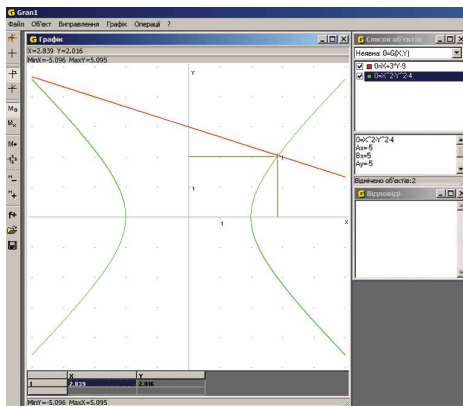 Gran1
Файл Об'єкт Виправлення Графік Операції ?
Графік
X=2.839 Y=2.016
MinX=-5.096 MaxY=5.095
Y
1
1
1
X
X Y
1 2.839 2.016
MinY=-5.096 MaxX=5.095
Список об'єктів
Неявна: 0=G(X,Y)
0=X+3*Y-9
0=X^2-Y^2-4
0=X^2-Y^2-4
Ax=-5
Bx=5
Ay=-5
Відмічено об'єктів:2
Відповіді